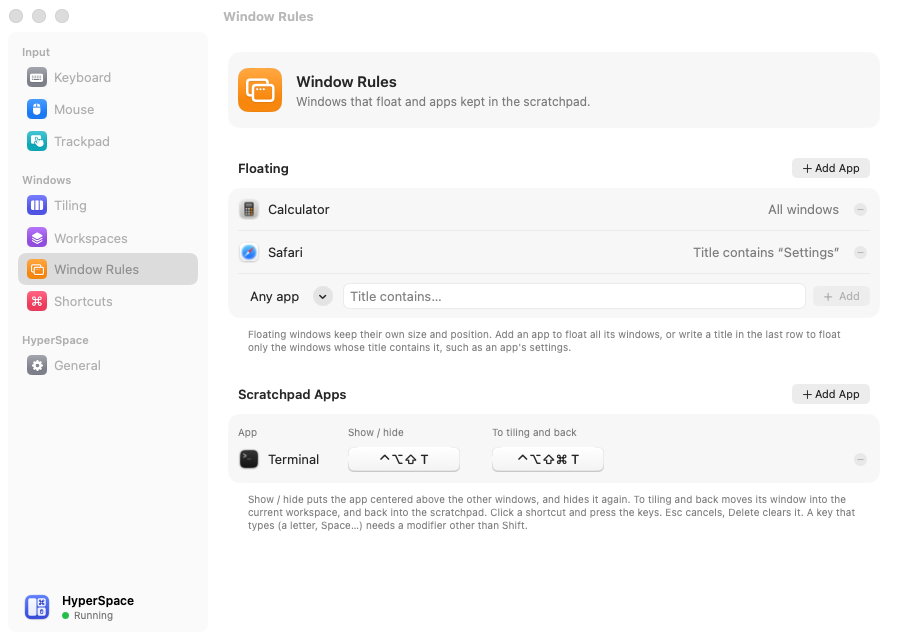 Window Rules
Input
Keyboard
Mouse
Trackpad
Windows
Tiling
Workspaces
Window Rules
Shortcuts
HyperSpace
General
HyperSpace
Running
Window Rules
Windows that float and apps kept in the scratchpad.
Floating
+ Add App
Calculator
All windows
Safari
Title contains “Settings”
Any app
Title contains...
+ Add
Floating windows keep their own size and position. Add an app to float all its windows, or write a title in the last row to float
only the windows whose title contains it, such as an app's settings.
Scratchpad Apps
+ Add App
App
Show / hide
To tiling and back
Terminal
⌃⌥⇧ T
⌃⌥⇧⌘ T
Show / hide puts the app centered above the other windows, and hides it again. To tiling and back moves its window into the
current workspace, and back into the scratchpad. Click a shortcut and press the keys. Esc cancels, Delete clears it. A key that
types (a letter, Space...) needs a modifier other than Shift.